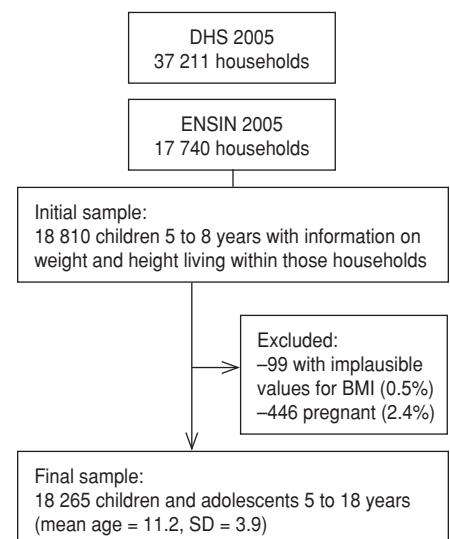 DHS 2005
37 211 households
ENSIN 2005
17 740 households
Initial sample:
18 810 children 5 to 8 years with information on
weight and height living within those households
Excluded:
–99 with implausible
values for BMI (0.5%)
–446 pregnant (2.4%)
Final sample:
18 265 children and adolescents 5 to 18 years
(mean age = 11.2, SD = 3.9)